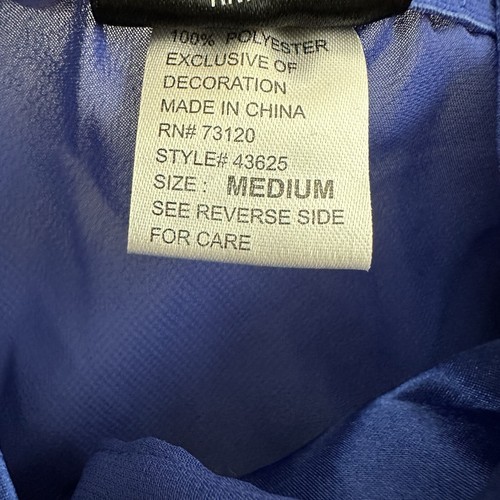 100% POLYESTER
EXCLUSIVE OF
DECORATION
MADE IN CHINA
RN# 73120
STYLE# 43625
SIZE: MEDIUM
SEE REVERSE SIDE
FOR CARE